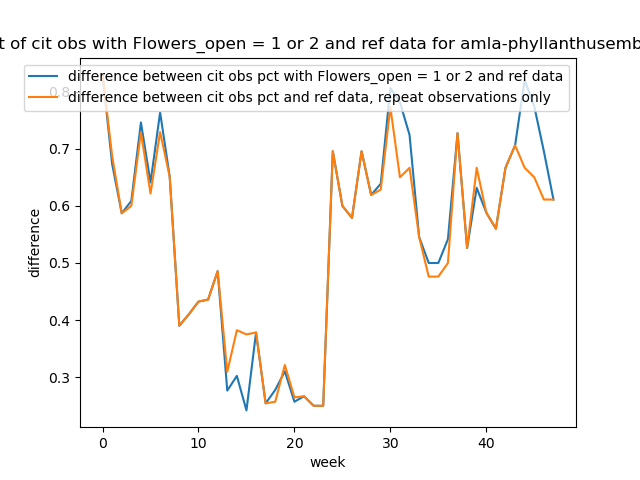 t of cit obs with Flowers_open = 1 or 2 and ref data for amla-phyllanthusemb
difference between cit obs pct with Flowers_open = 1 or 2 and ref data
difference between cit obs pct and ref data, repeat observations only
0.8
0.7
0.6
0.5
0.4
0.3
difference
0 10 20 30 40
week